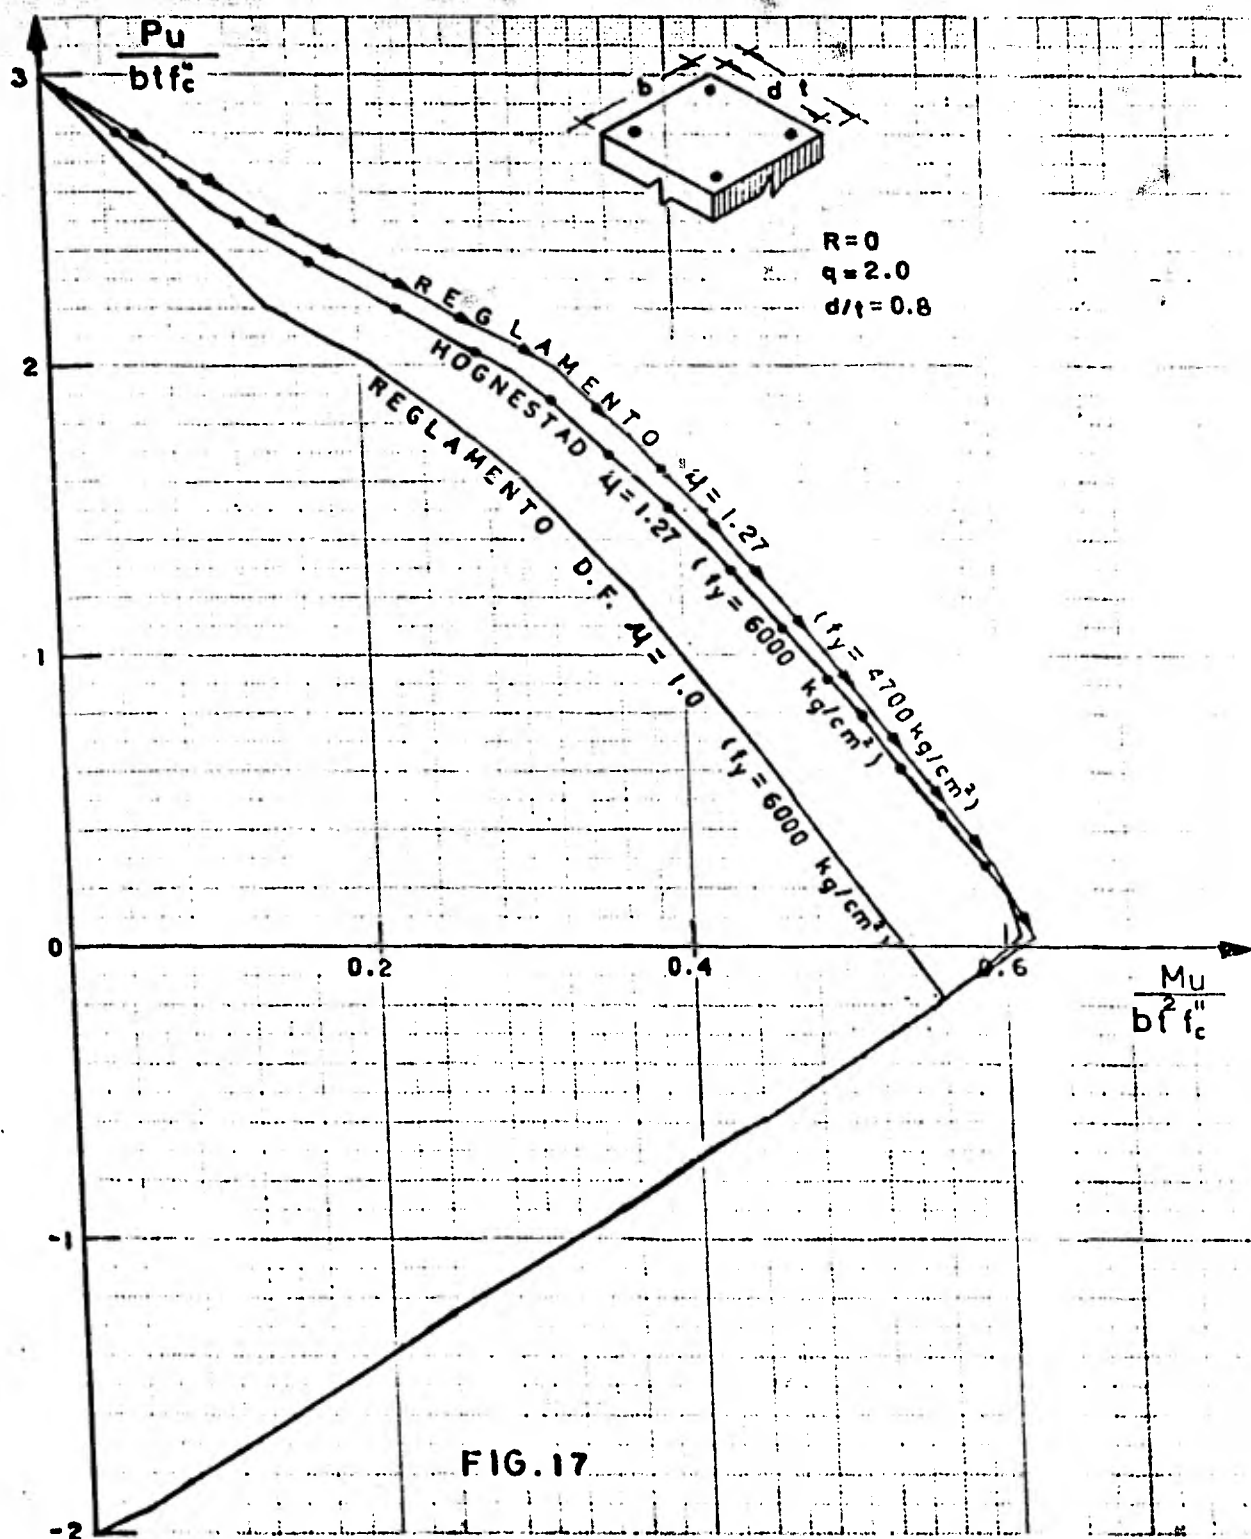 Pu
btf"c
3
b
d
t
R=0
q=2.0
d/t=0.8
REGLAMENTO μ=1.27 (fy=4700 kg/cm²)
HOGNESTAD μ=1.27 (fy=6000 kg/cm²)
REGLAMENTO D.F. μ=1.0 (fy=6000 kg/cm²)
2
1
0
0.2
0.4
0.6
Mu
bt² f"c
-1
FIG.17
-2